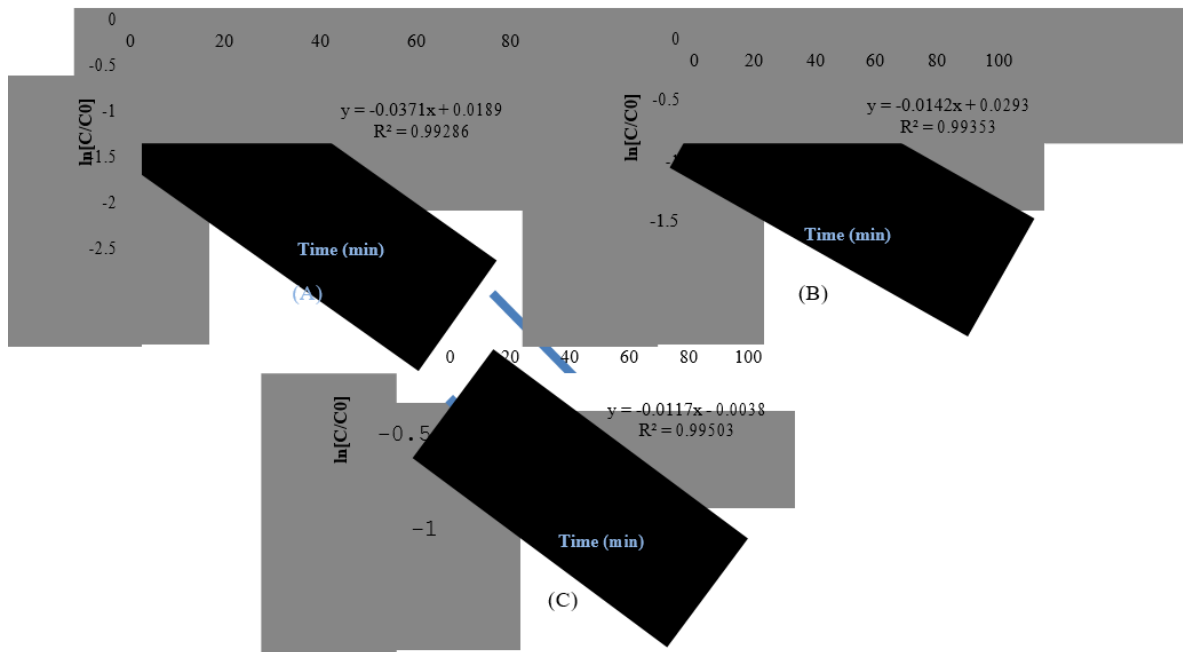 0
0 20 40 60 80
-0.5
-1
-1.5
-2
-2.5
ln[C/C0]
y = -0.0371x + 0.0189
R² = 0.99286
Time (min)
(A)
0
0 20 40 60 80 100
-0.5
-1.5
ln[C/C0]
y = -0.0142x + 0.0293
R² = 0.99353
Time (min)
(B)
0 20 40 60 80 100
ln[C/C0]
-0.5
-1
y = -0.0117x - 0.0038
R² = 0.99503
Time (min)
(C)